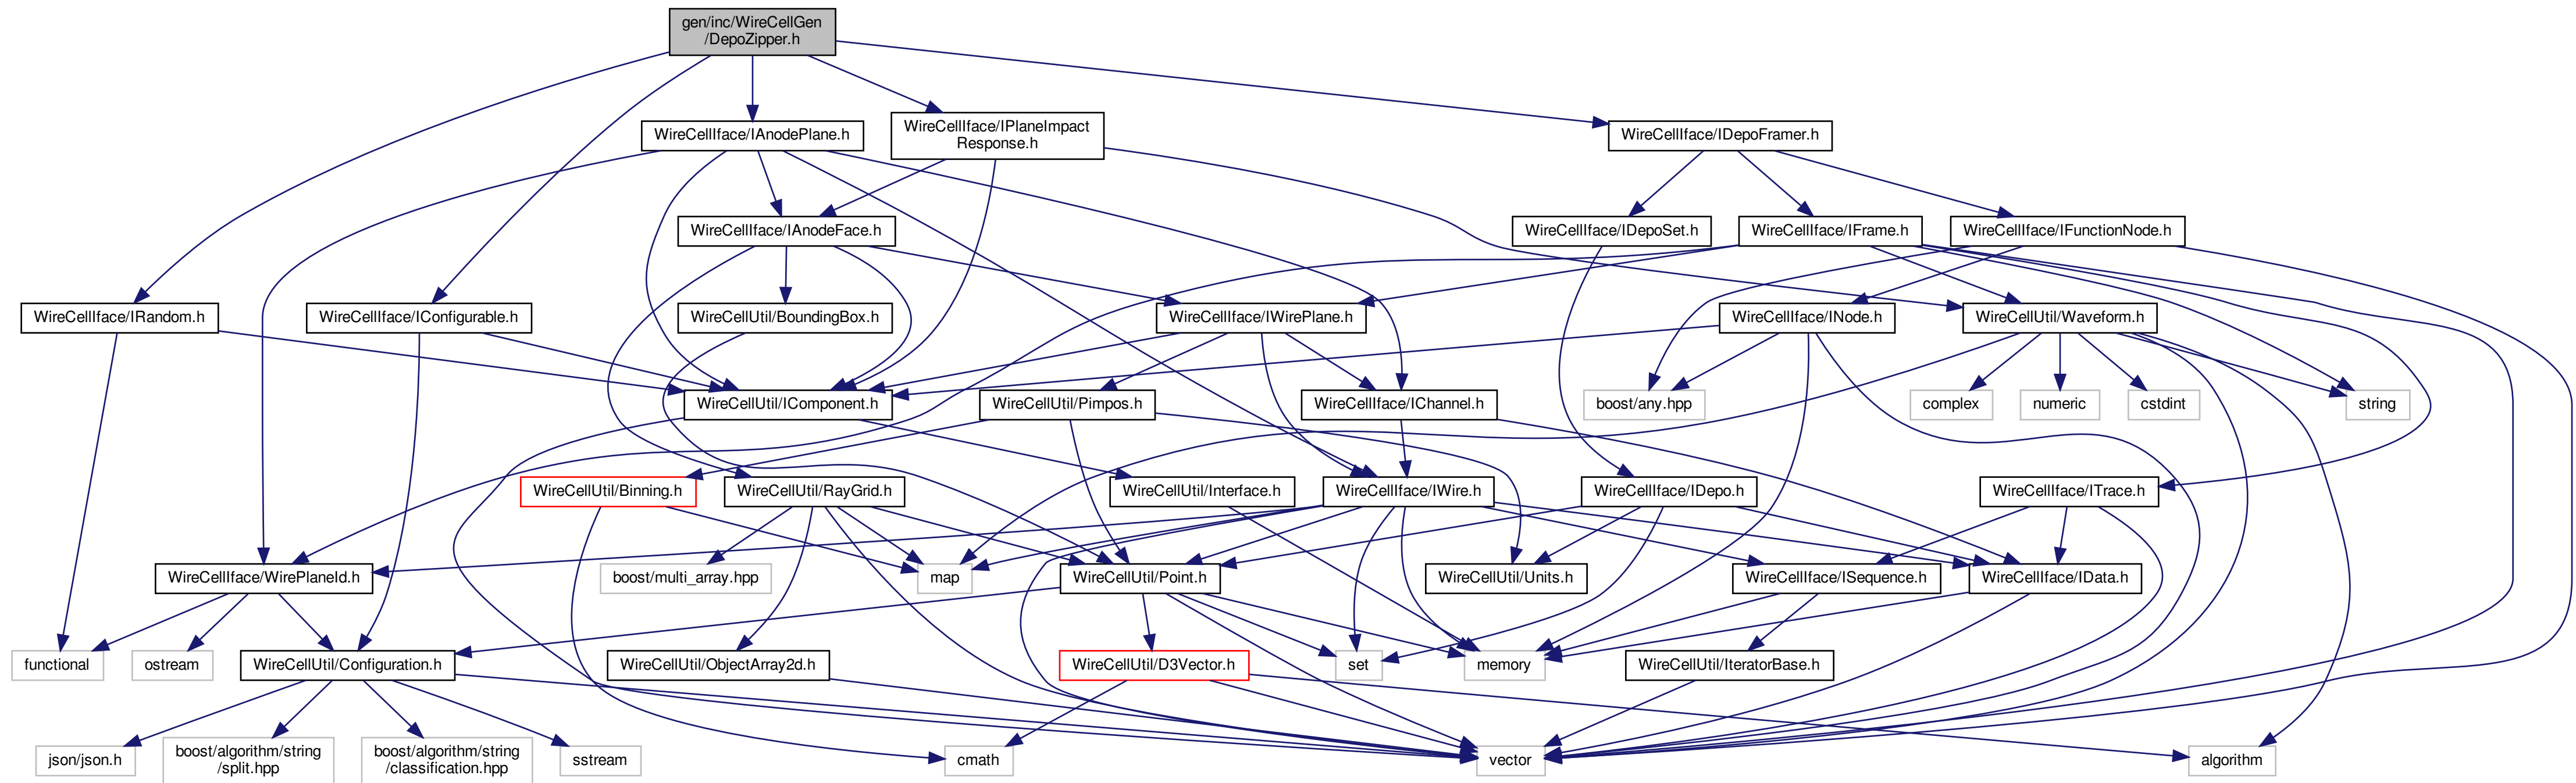 gen/inc/WireCellGen
/DepoZipper.h
WireCellIface/IAnodePlane.h
WireCellIface/IPlaneImpact
Response.h
WireCellIface/IDepoFramer.h
WireCellIface/IAnodeFace.h
WireCellIface/IDepoSet.h
WireCellIface/IFrame.h
WireCellIface/IFunctionNode.h
WireCellIface/IRandom.h
WireCellIface/IConfigurable.h
WireCellUtil/BoundingBox.h
WireCellIface/IWirePlane.h
WireCellIface/INode.h
WireCellUtil/Waveform.h
WireCellUtil/IComponent.h
WireCellUtil/Pimpos.h
WireCellIface/IChannel.h
boost/any.hpp
complex
numeric
cstdint
string
WireCellUtil/Binning.h
WireCellUtil/RayGrid.h
WireCellUtil/Interface.h
WireCellIface/IWire.h
WireCellIface/IDepo.h
WireCellIface/ITrace.h
WireCellIface/WirePlaneId.h
boost/multi_array.hpp
map
WireCellUtil/Point.h
WireCellUtil/Units.h
WireCellIface/ISequence.h
WireCellIface/IData.h
functional
ostream
WireCellUtil/Configuration.h
WireCellUtil/ObjectArray2d.h
WireCellUtil/D3Vector.h
set
memory
WireCellUtil/IteratorBase.h
json/json.h
boost/algorithm/string
/split.hpp
boost/algorithm/string
/classification.hpp
sstream
cmath
vector
algorithm